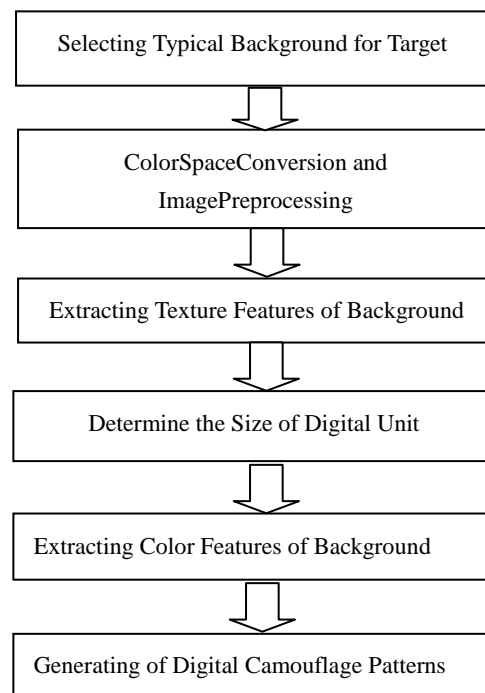 Selecting Typical Background for Target
ColorSpaceConversion and
ImagePreprocessing
Extracting Texture Features of Background
Determine the Size of Digital Unit
Extracting Color Features of Background
Generating of Digital Camouflage Patterns